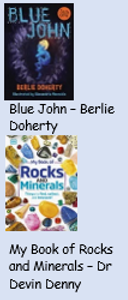 BLUE
JOHN
BERLIE
DOHERTY
Blue John – Berlie
Doherty
My Book of
ROCKS
AND
MINERALS
My Book of Rocks
and Minerals – Dr
Devin Denny